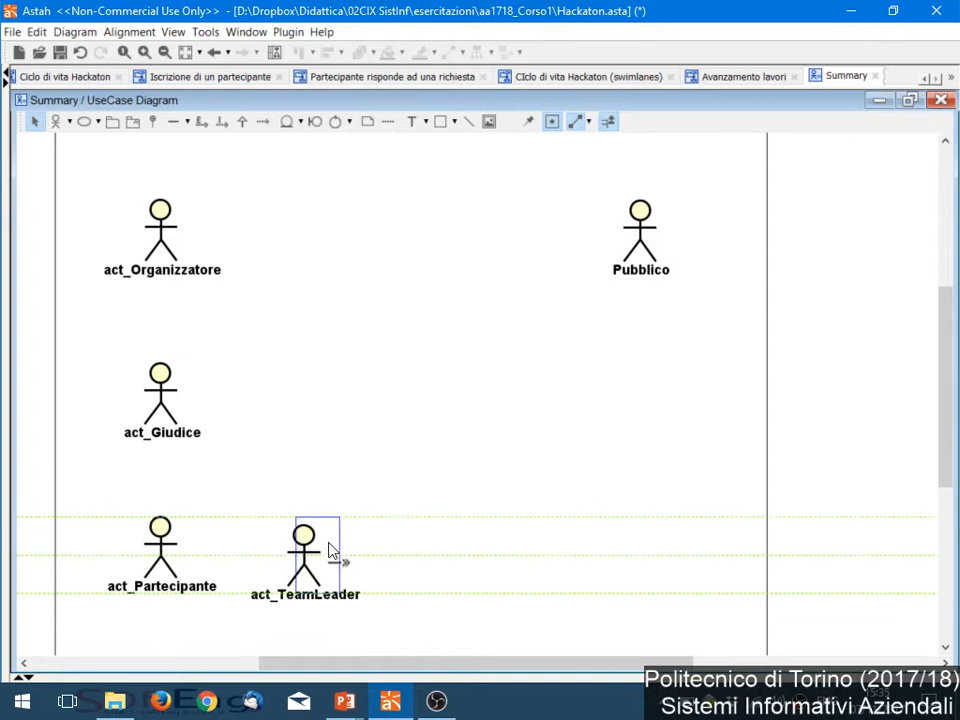 Astah <<Non-Commercial Use Only>> - [D:\Dropbox\Didattica\02CIX SistInf\esercitazioni\aa1718_Corso1\Hackaton.asta] (*)
File Edit Diagram Alignment View Tools Window Plugin Help
Ciclo di vita Hackaton Iscrizione di un partecipante Partecipante risponde ad una richiesta CIclo di vita Hackaton (swimlanes) Avanzamento lavori Summary
Summary / UseCase Diagram
act_Organizzatore
Pubblico
act_Giudice
act_Partecipante
act_TeamLeader
Politecnico di Torino (2017/18)
Sistemi Informativi Aziendali